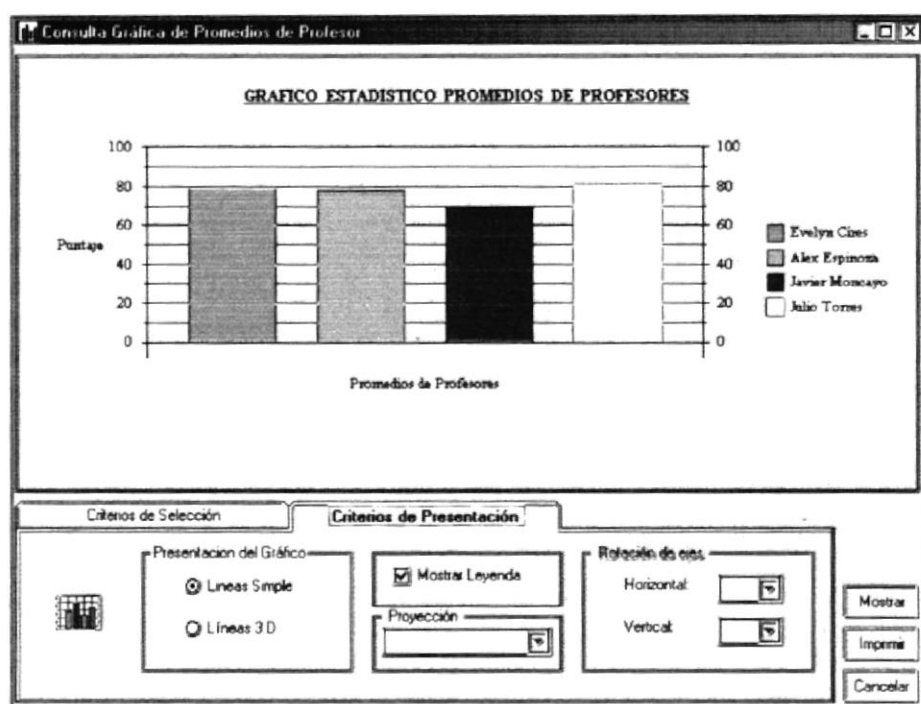 Consulta Gráfica de Promedios de Profesor
GRAFICO ESTADISTICO PROMEDIOS DE PROFESORES
100
80
60
40
20
0
Puntaje
100
80
60
40
20
0
Evelyn Cires
Alex Espinoza
Javier Moncayo
Julio Torres
Promedios de Profesores
Criterios de Selección
Criterios de Presentación
Presentacion del Gráfico
Lineas Simple
Líneas 3 D
Mostrar Leyenda
Proyección
Rotación de ejes
Horizontal:
Vertical:
Mostrar
Imprimir
Cancelar